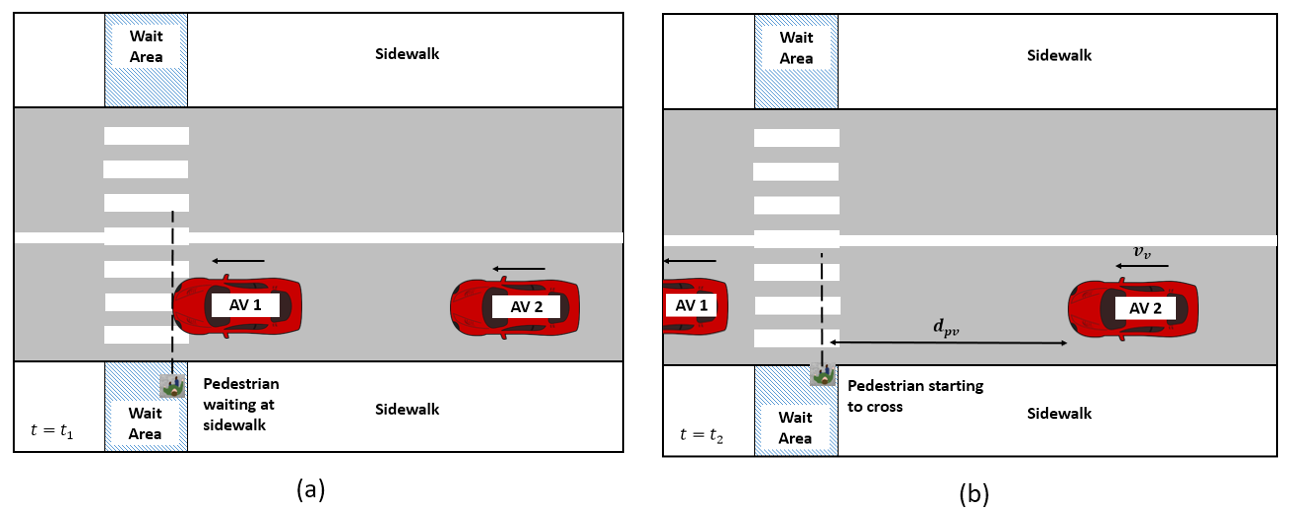 Wait
Area
Sidewalk
AV 1
AV 2
Pedestrian
waiting at
sidewalk
Wait
Area
Sidewalk
t = t₁
(a)
Wait
Area
Sidewalk
vᵥ
AV 1
AV 2
dₚᵥ
Pedestrian starting
to cross
Wait
Area
Sidewalk
t = t₂
(b)